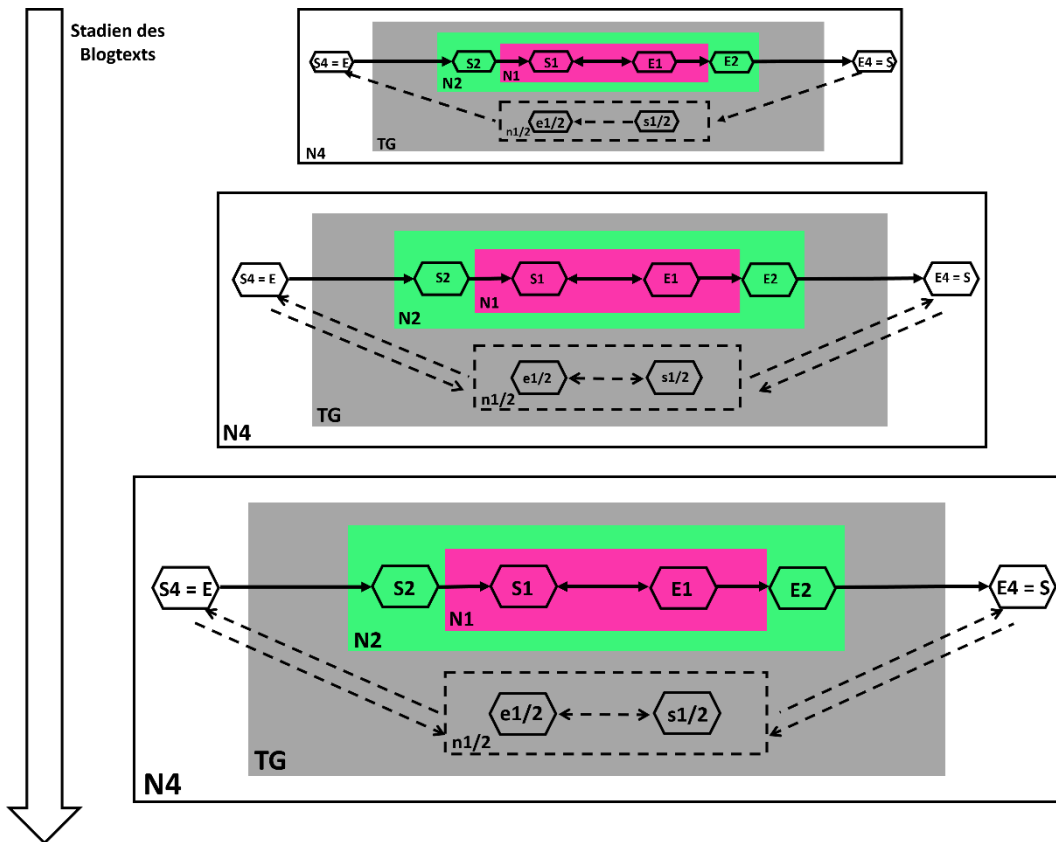 Stadien des
Blogtexts
S4 = E
S2
S1
E1
E2
E4 = S
N1
N2
e1/2
s1/2
n1/2
TG
N4
S4 = E
S2
S1
E1
E2
E4 = S
N1
N2
e1/2
s1/2
n1/2
TG
N4
S4 = E
S2
S1
E1
E2
E4 = S
N1
N2
e1/2
s1/2
n1/2
TG
N4